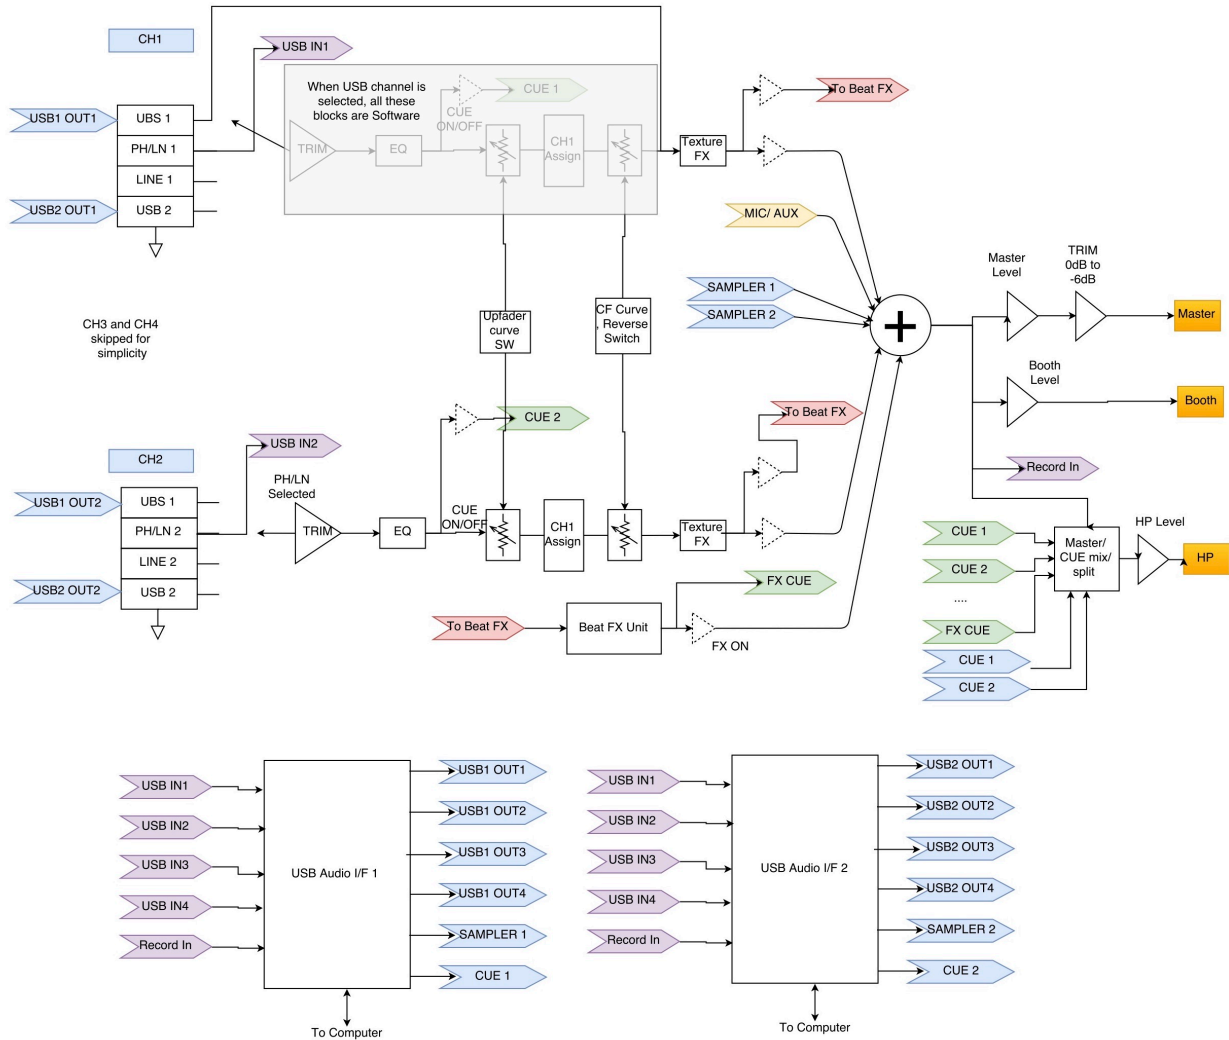 CH1
USB IN1
When USB channel is
selected, all these
blocks are Software
CUE 1
CUE
ON/OFF
To Beat FX
USB1 OUT1
UBS 1
PH/LN 1
LINE 1
USB2 OUT1
USB 2
TRIM
EQ
CH1
Assign
Texture
FX
MIC/ AUX
SAMPLER 1
SAMPLER 2
Master
Level
TRIM
0dB to
-6dB
Master
CH3 and CH4
skipped for
simplicity
Upfader
curve
SW
CF Curve
, Reverse
Switch
Booth
Level
Booth
CUE 2
To Beat FX
CH2
USB IN2
Record In
USB1 OUT2
UBS 1
PH/LN 2
LINE 2
USB2 OUT2
USB 2
PH/LN
Selected
TRIM
EQ
CUE
ON/OFF
CH1
Assign
Texture
FX
CUE 1
CUE 2
....
FX CUE
CUE 1
CUE 2
Master/
CUE mix/
split
HP Level
HP
FX CUE
To Beat FX
Beat FX Unit
FX ON
USB IN1
USB IN2
USB IN3
USB IN4
Record In
USB Audio I/F 1
USB1 OUT1
USB1 OUT2
USB1 OUT3
USB1 OUT4
SAMPLER 1
CUE 1
To Computer
USB IN1
USB IN2
USB IN3
USB IN4
Record In
USB Audio I/F 2
USB2 OUT1
USB2 OUT2
USB2 OUT3
USB2 OUT4
SAMPLER 2
CUE 2
To Computer